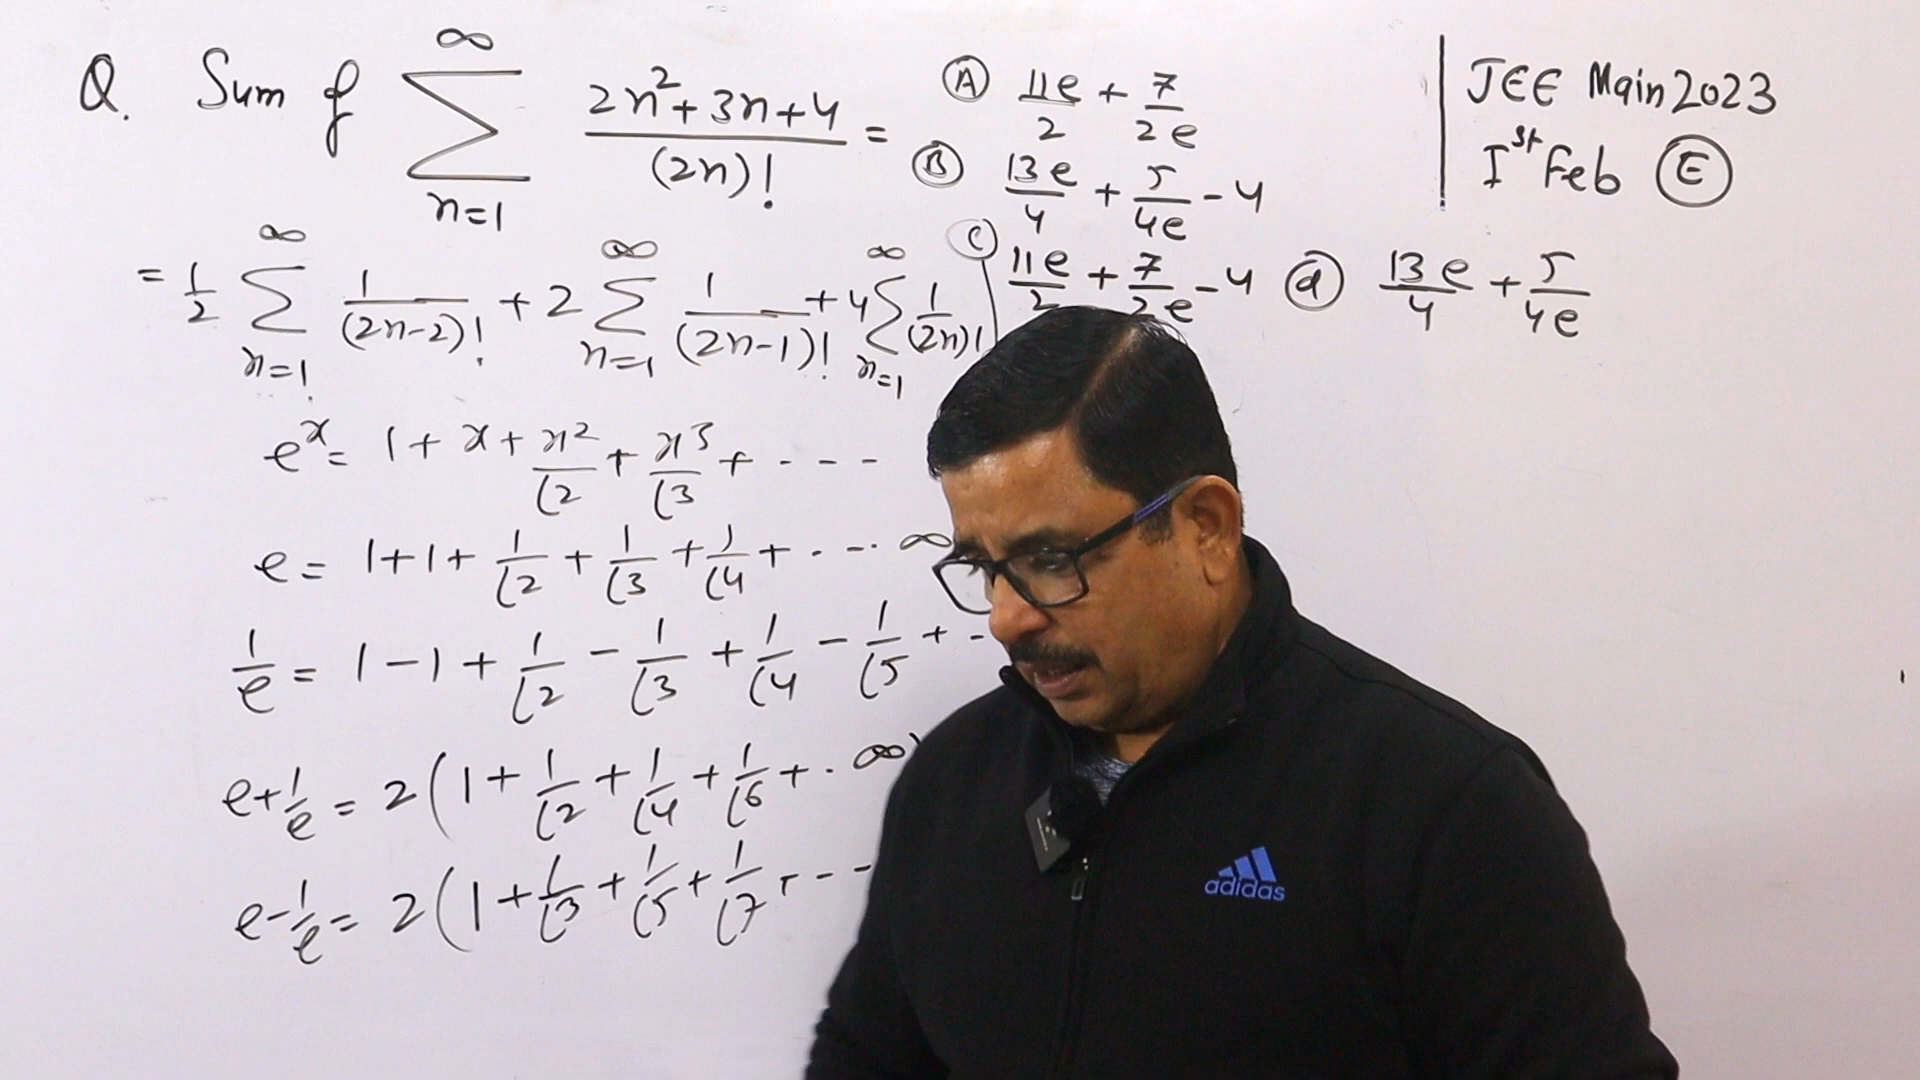 Q. Sum of ∞ ∑ n=1 (2n²+3n+4)/(2n)! =
Ⓐ 11e/2 + 7/2e
Ⓑ 13e/4 + 5/4e - 4
Ⓒ 11e/2 + 7/2e - 4
ⓓ 13e/4 + 5/4e
JEE Main 2023
Iˢᵗ Feb Ⓔ
= 1/2 ∞ ∑ n=1 1/(2n-2)! + 2 ∞ ∑ n=1 1/(2n-1)! + 4 ∞ ∑ n=1 1/(2n)!
eˣ = 1 + x + x²/⌊2 + x³/⌊3 + - - -
e = 1+1+ 1/⌊2 + 1/⌊3 + 1/⌊4 + . - - . ∞
1/e = 1-1+ 1/⌊2 - 1/⌊3 + 1/⌊4 - 1/⌊5 + -
e+1/e = 2(1+ 1/⌊2 + 1/⌊4 + 1/⌊6 + . ∞)
e-1/e = 2(1+ 1/⌊3 + 1/⌊5 + 1/⌊7 + - - -
adidas